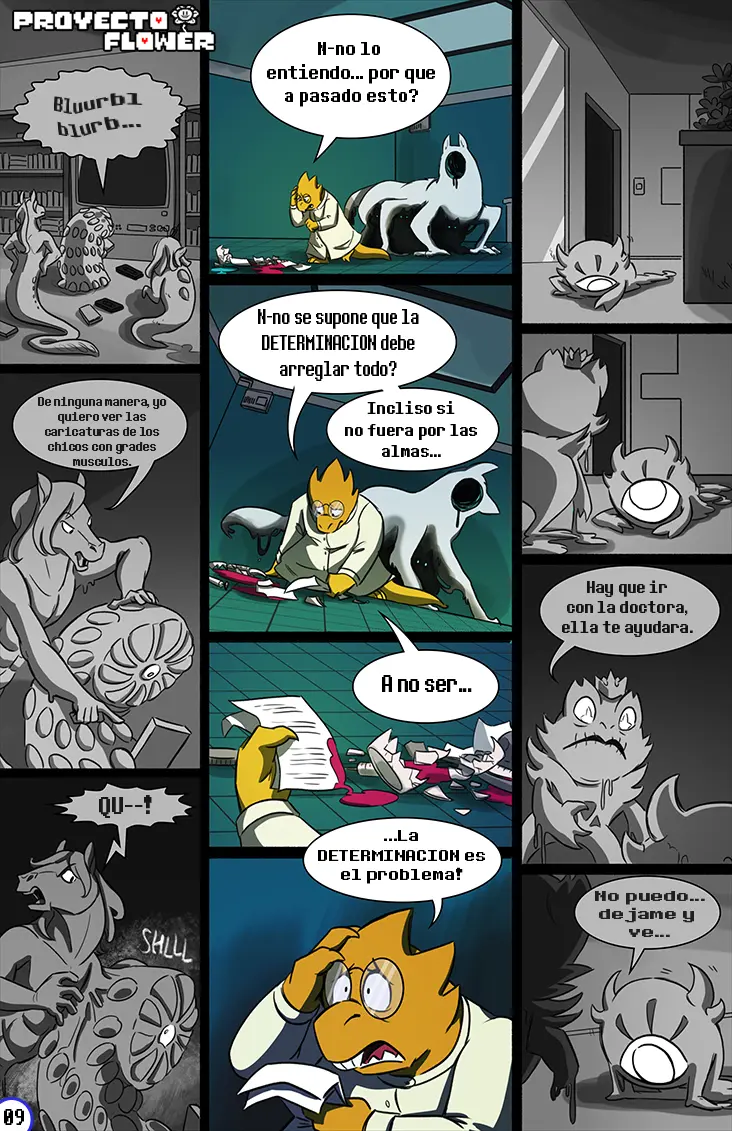 PROYECTO
FLOWER
Bluurbl
blurb...
De ninguna manera, yo
quiero ver las
caricaturas de los
chicos con grades
musculos.
QU--!
SHLLL
N-no lo
entiendo... por que
a pasado esto?
N-no se supone que la
DETERMINACION debe
arreglar todo?
Incliso si
no fuera por las
almas...
A no ser...
...La
DETERMINACION es
el problema!
Hay que ir
con la doctora,
ella te ayudara.
No puedo...
dejame y
ve...
09